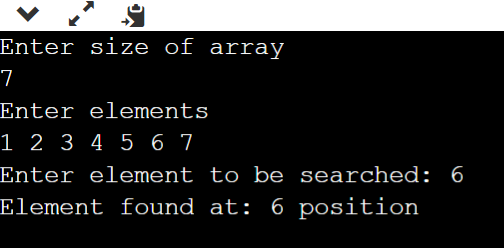 Enter size of array
7
Enter elements
1 2 3 4 5 6 7
Enter element to be searched: 6
Element found at: 6 position